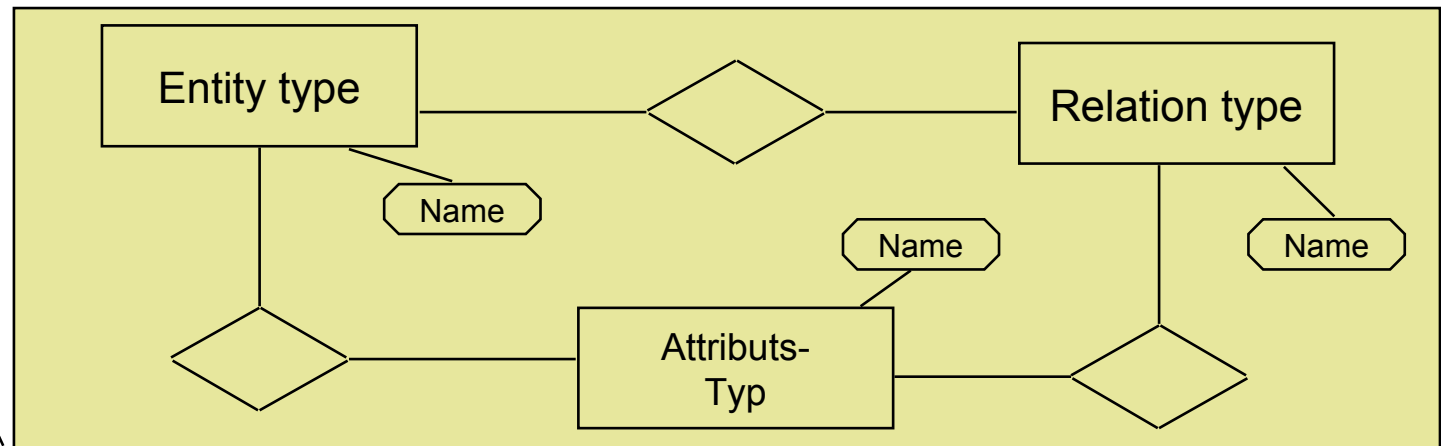 Entity type
Relation type
Name
Name
Name
Attributs-
Typ